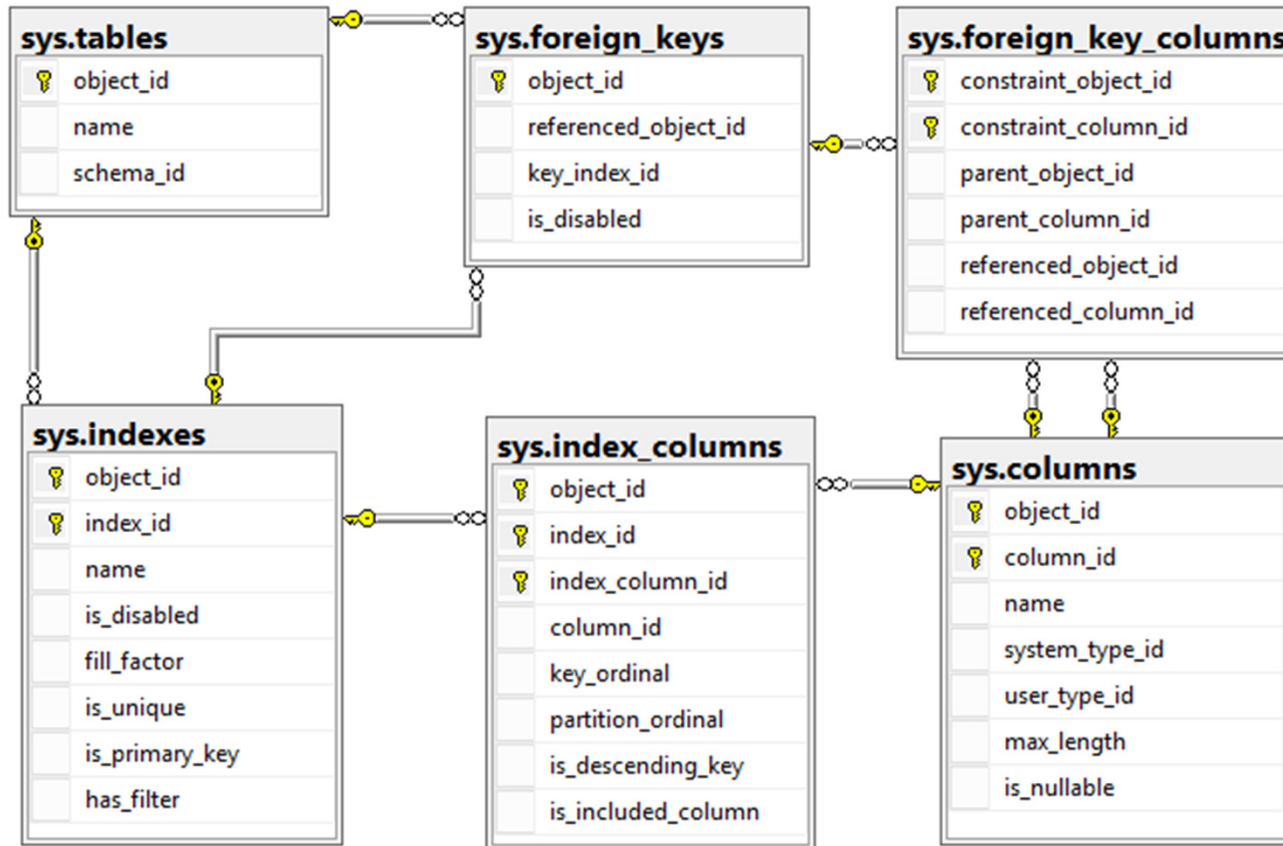 sys.tables
object_id
name
schema_id
sys.foreign_keys
object_id
referenced_object_id
key_index_id
is_disabled
sys.foreign_key_columns
constraint_object_id
constraint_column_id
parent_object_id
parent_column_id
referenced_object_id
referenced_column_id
sys.indexes
object_id
index_id
name
is_disabled
fill_factor
is_unique
is_primary_key
has_filter
sys.index_columns
object_id
index_id
index_column_id
column_id
key_ordinal
partition_ordinal
is_descending_key
is_included_column
sys.columns
object_id
column_id
name
system_type_id
user_type_id
max_length
is_nullable